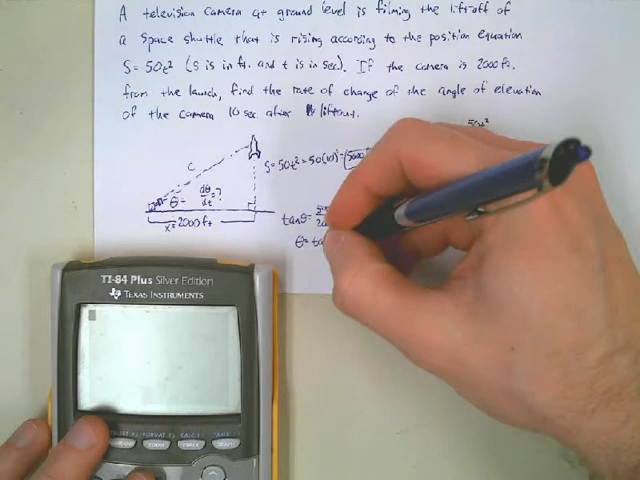 A television camera at ground level is filming the liftoff of
a space shuttle that is rising according to the position equation
S = 50t² (s is in ft. and t is in sec.). If the camera is 2000 ft.
from the launch, find the rate of change of the angle of elevation
of the camera 10 sec. after liftoff.
50t²
C
S = 50t² = 50(10)² = 5000
θ
dθ/dt = ?
x = 2000 ft
tanθ =
θ =
TI-84 Plus Silver Edition
TEXAS INSTRUMENTS